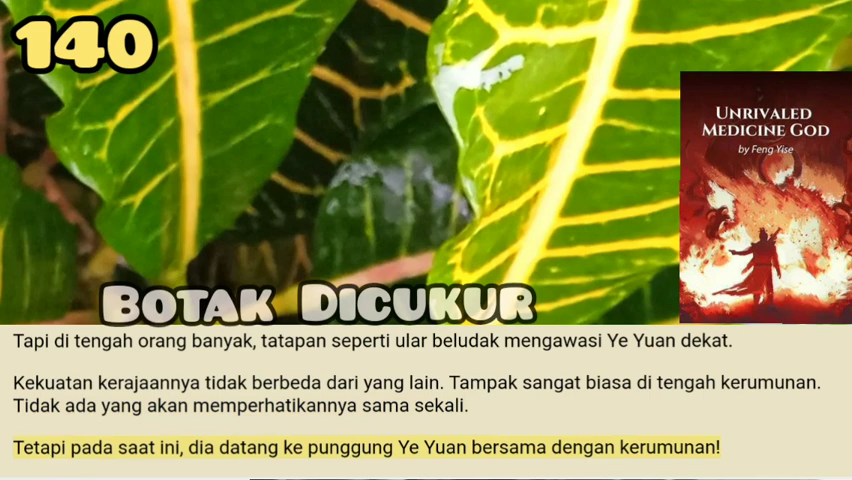 140
UNRIVALED
MEDICINE GOD
by Feng Yise
BOTAK DICUKUR
Tapi di tengah orang banyak, tatapan seperti ular beludak mengawasi Ye Yuan dekat.
Kekuatan kerajaannya tidak berbeda dari yang lain. Tampak sangat biasa di tengah kerumunan.
Tidak ada yang akan memperhatikannya sama sekali.
Tetapi pada saat ini, dia datang ke punggung Ye Yuan bersama dengan kerumunan!